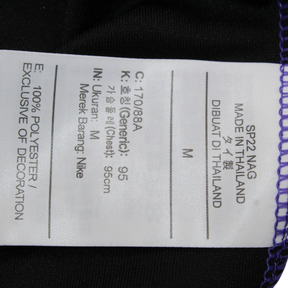 SP22 NAG
MADE IN THAILAND
タイ製
DIBUAT DI THAILAND
M
C: 170/88A
K: 호칭(Generic): 95
가슴둘레(Chest): 95cm
IN: Ukuran: M
Merek Barang: Nike
E: 100% POLYESTER /
EXCLUSIVE OF DECORATION